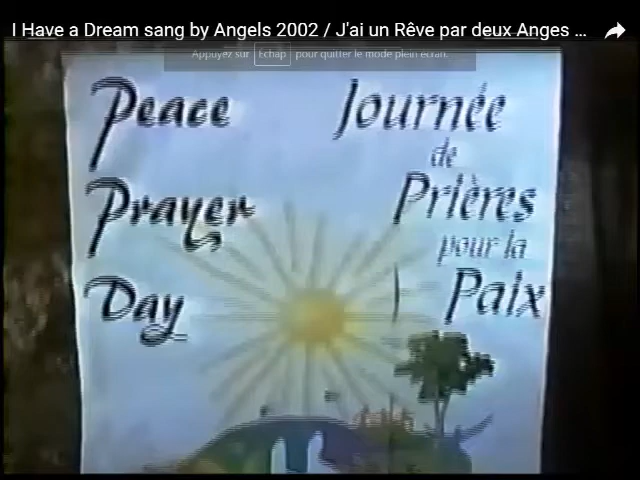 I Have a Dream sang by Angels 2002 / J'ai un Rêve par deux Anges ...
Appuyez sur Echap pour quitter le mode plein écran.
Peace
Prayer
Day
Journée
de
Prières
pour la
Paix